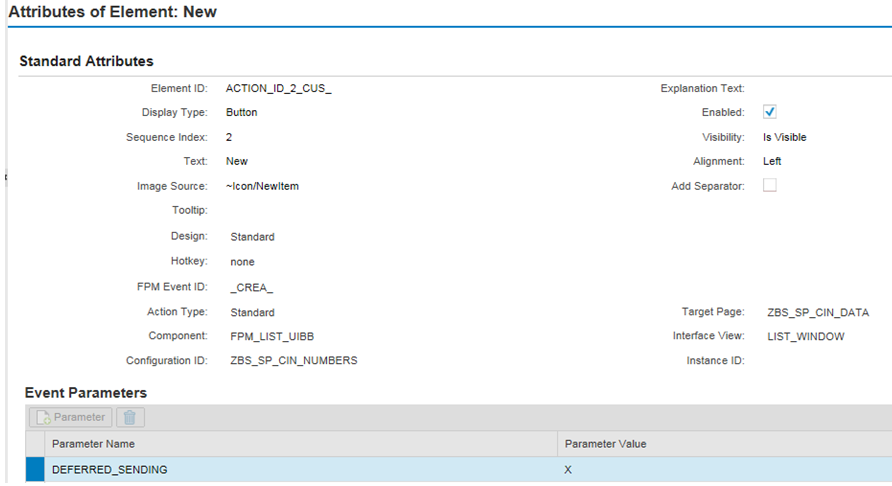 Attributes of Element: New
Standard Attributes
Element ID: ACTION_ID_2_CUS_ Explanation Text:
Display Type: Button Enabled:
Sequence Index: 2 Visibility: Is Visible
Text: New Alignment: Left
Image Source: ~Icon/NewItem Add Separator:
Tooltip:
Design: Standard
Hotkey: none
FPM Event ID: _CREA_
Action Type: Standard Target Page: ZBS_SP_CIN_DATA
Component: FPM_LIST_UIBB Interface View: LIST_WINDOW
Configuration ID: ZBS_SP_CIN_NUMBERS Instance ID:
Event Parameters
Parameter
Parameter Name Parameter Value
DEFERRED_SENDING X